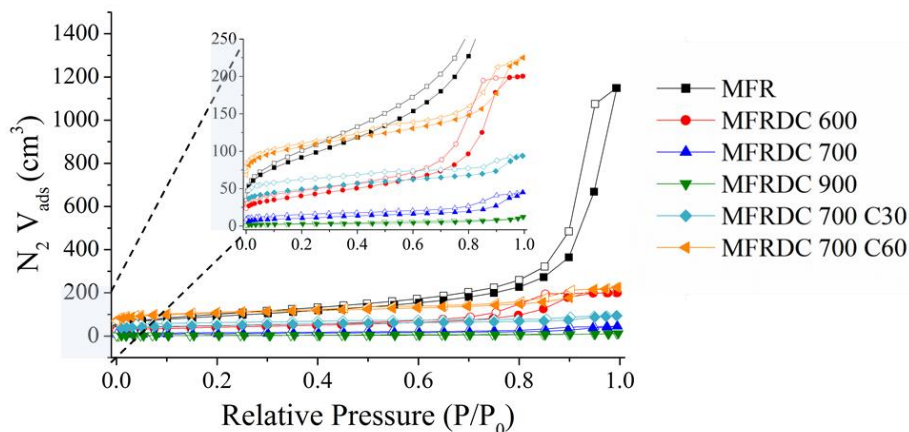 1400
1200
1000
800
600
400
200
0
N₂ V_ads (cm³)
250
200
150
100
50
0
0.0 0.2 0.4 0.6 0.8 1.0
0.0 0.2 0.4 0.6 0.8 1.0
Relative Pressure (P/P₀)
MFR
MFRDC 600
MFRDC 700
MFRDC 900
MFRDC 700 C30
MFRDC 700 C60